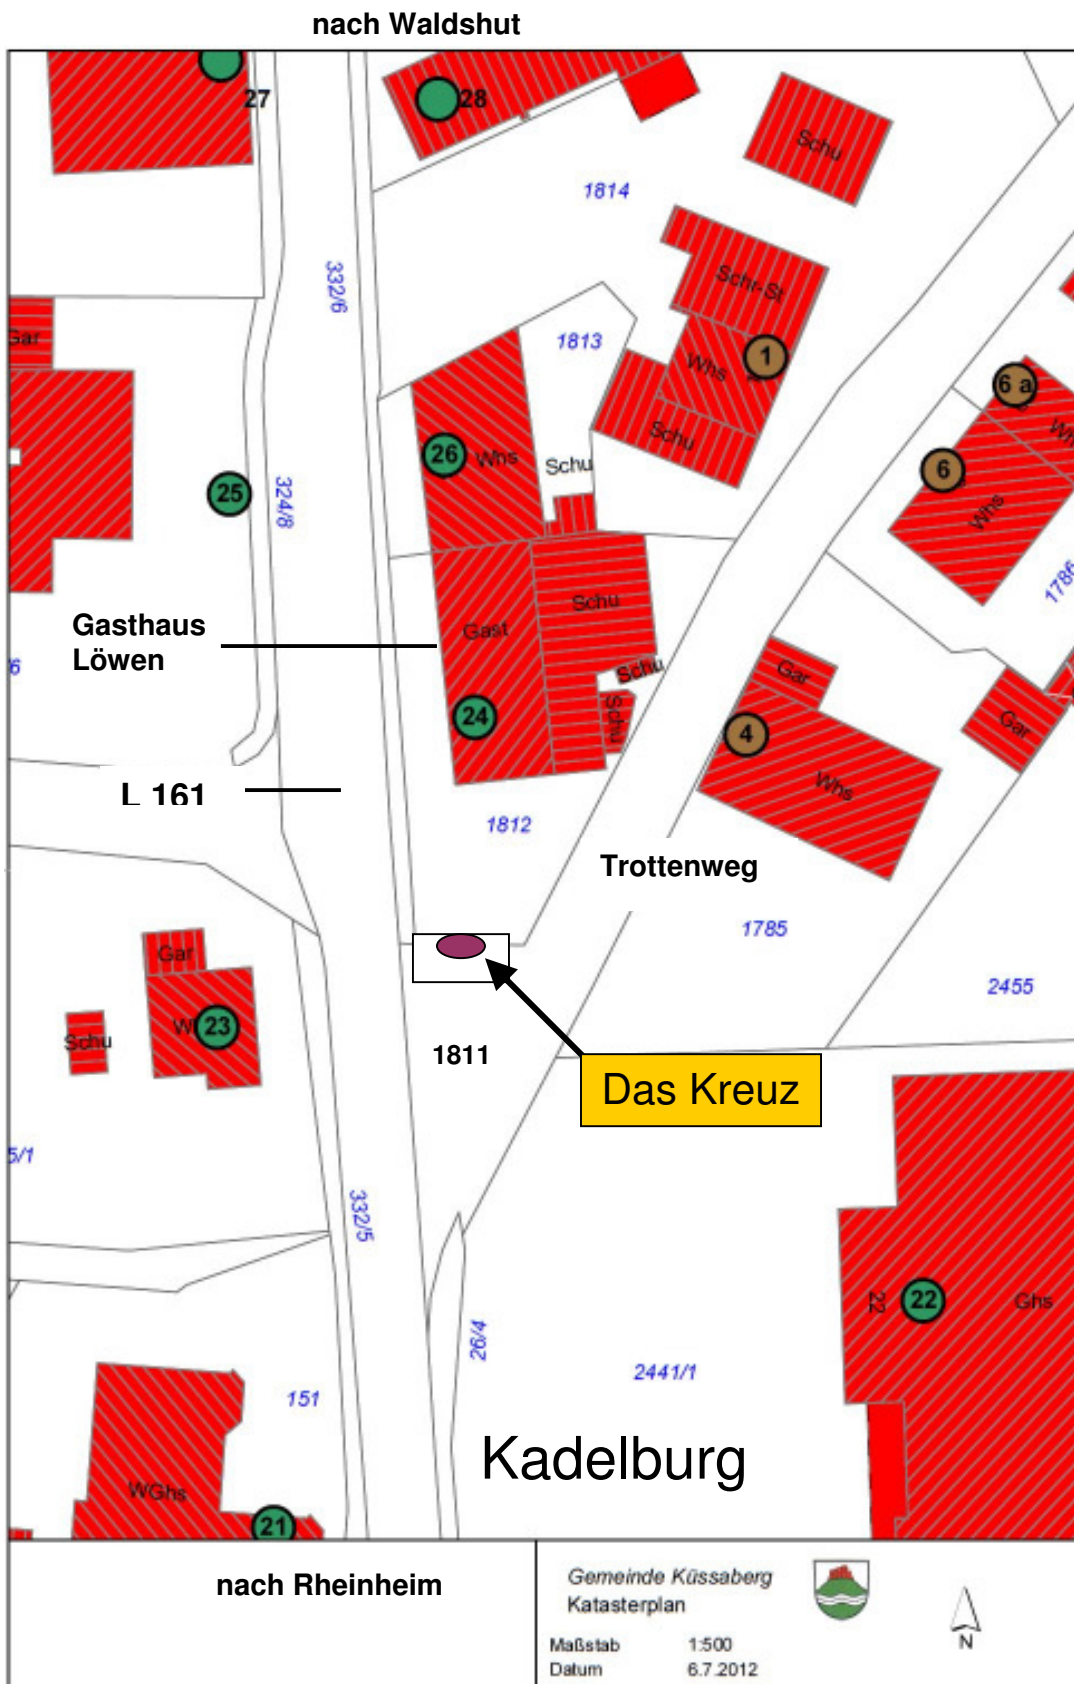 nach Waldshut
27
28
Schu
1814
332/6
Schr-St
Gar
1813
1
Whs
6 a
Schu
26
Whs
Schu
6
Whs
25
324/8
1786
Gasthaus
Löwen
Schu
Gast
Schu
Gar
6
24
Schu
4
Gar
Whs
L 161
1812
Trottenweg
1785
Gar
2455
23
Schu
1811
Das Kreuz
5/1
332/5
22
22
Ghs
26/4
2441/1
151
Kadelburg
WGhs
21
nach Rheinheim
Gemeinde Küssaberg
Katasterplan
N
Maßstab 1:500
Datum 6.7.2012